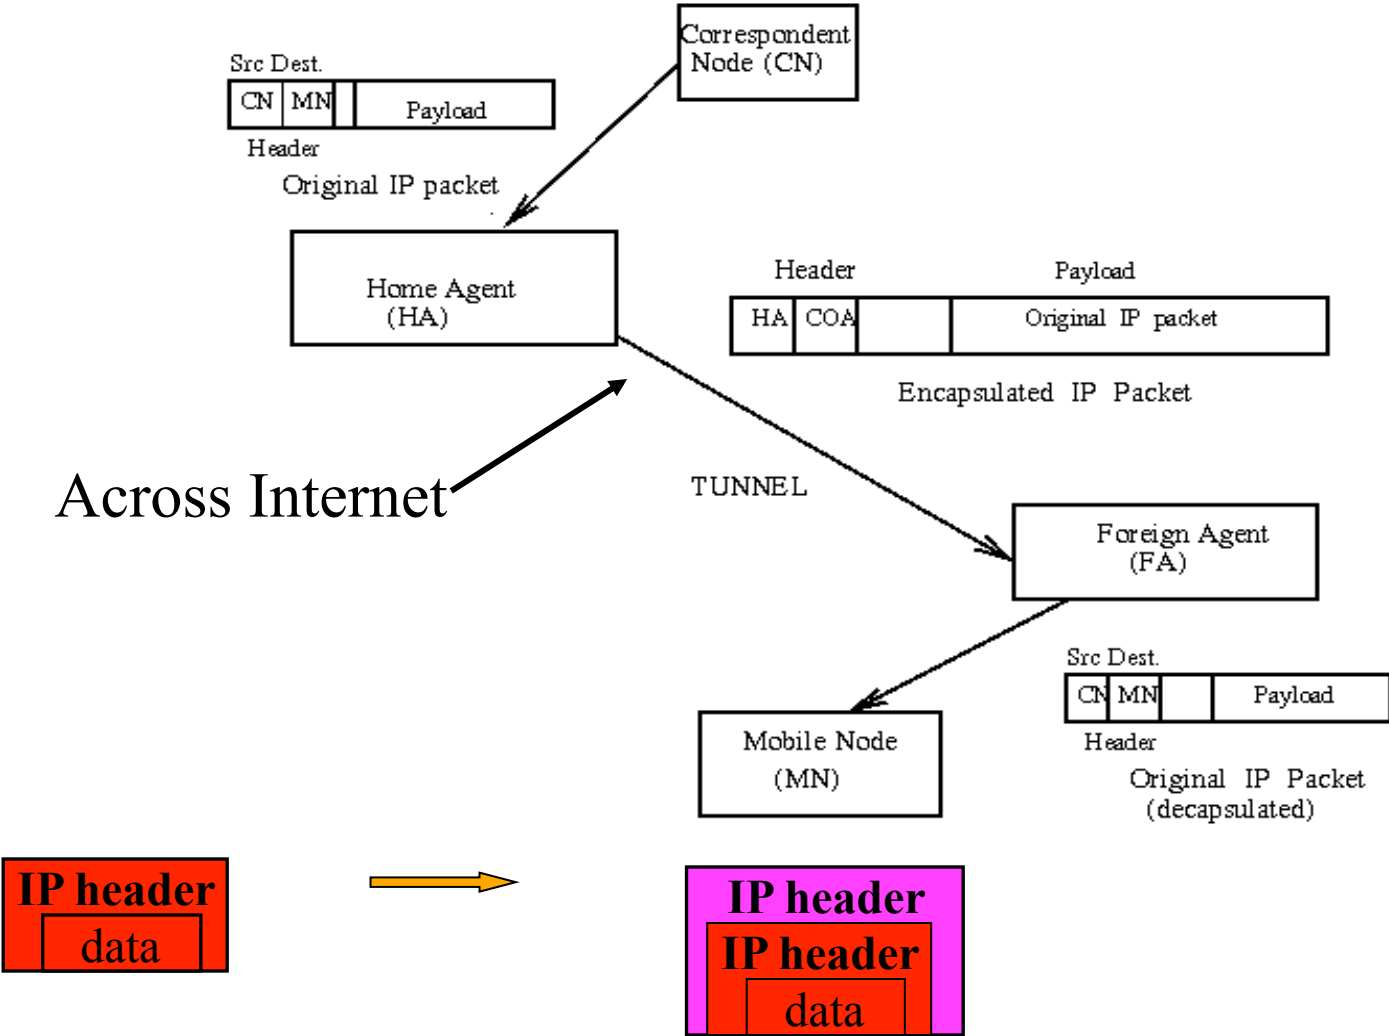 Correspondent
Node (CN)
Src Dest.
CN MN Payload
Header
Original IP packet
Home Agent
(HA)
Header Payload
HA COA Original IP packet
Encapsulated IP Packet
Across Internet
TUNNEL
Foreign Agent
(FA)
Src Dest.
CN MN Payload
Header
Original IP Packet
(decapsulated)
Mobile Node
(MN)
IP header
data
IP header
IP header
data